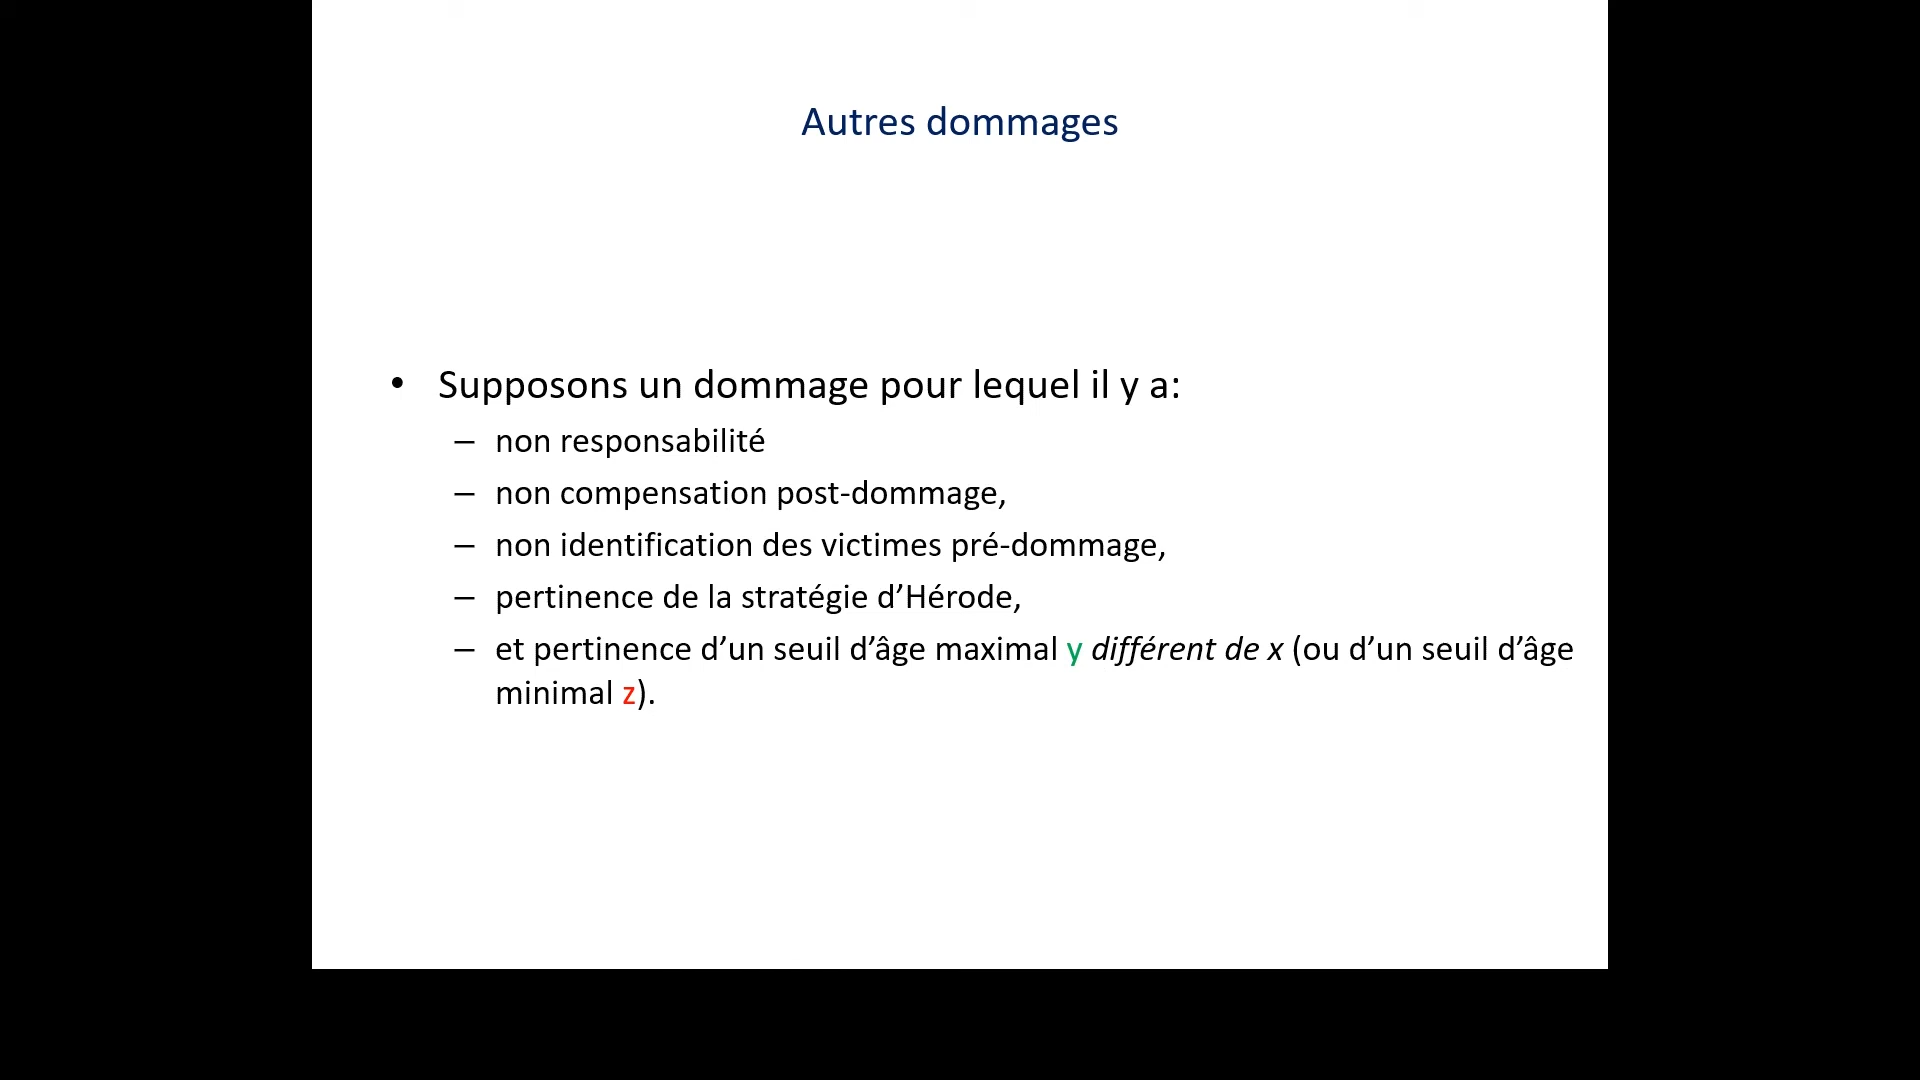 Autres dommages
• Supposons un dommage pour lequel il y a:
– non responsabilité
– non compensation post-dommage,
– non identification des victimes pré-dommage,
– pertinence de la stratégie d’Hérode,
– et pertinence d’un seuil d’âge maximal y différent de x (ou d’un seuil d’âge
minimal z).